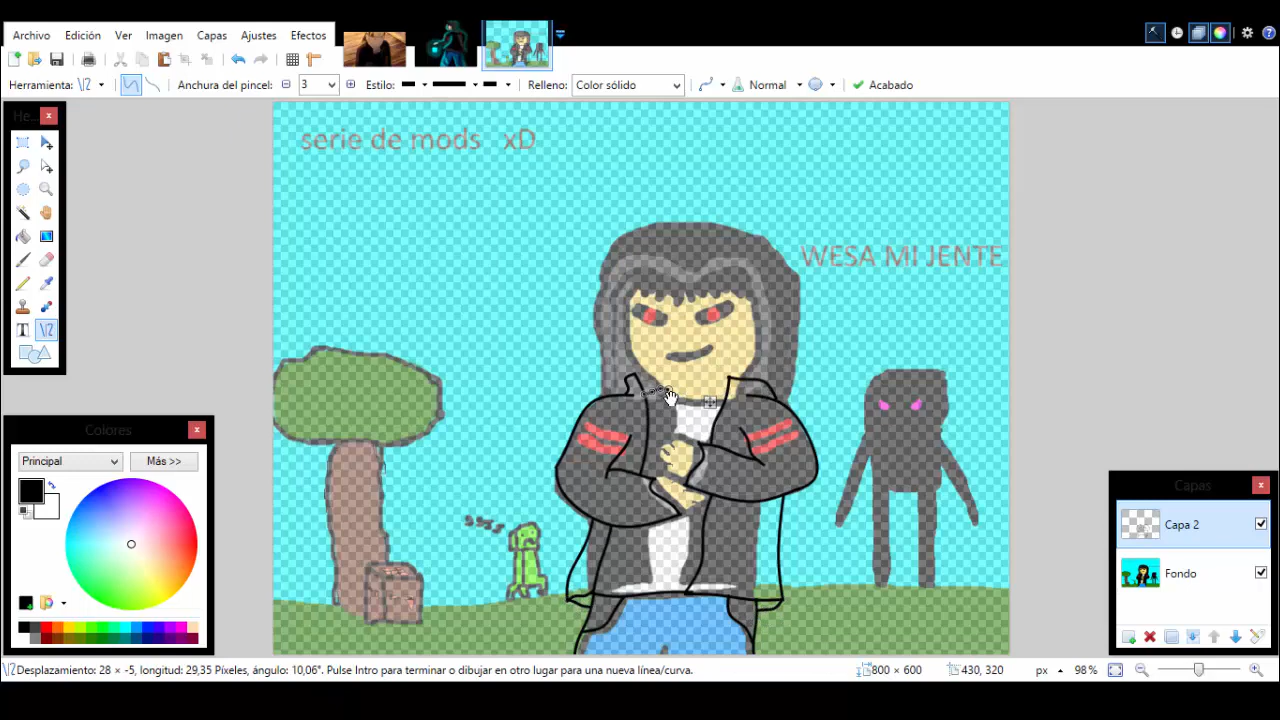 Archivo Edición Ver Imagen Capas Ajustes Efectos
Herramienta: Anchura del pincel: 3 Estilo: Relleno: Color sólido Normal Acabado
He...
serie de mods xD
WESA MI JENTE
Colores
Principal Más >>
Capas
Capa 2
Fondo
Desplazamiento: 28 × -5, longitud: 29,35 Píxeles, ángulo: 10,06°. Pulse Intro para terminar o dibujar en otro lugar para una nueva línea/curva. 800 × 600 430, 320 px 98%